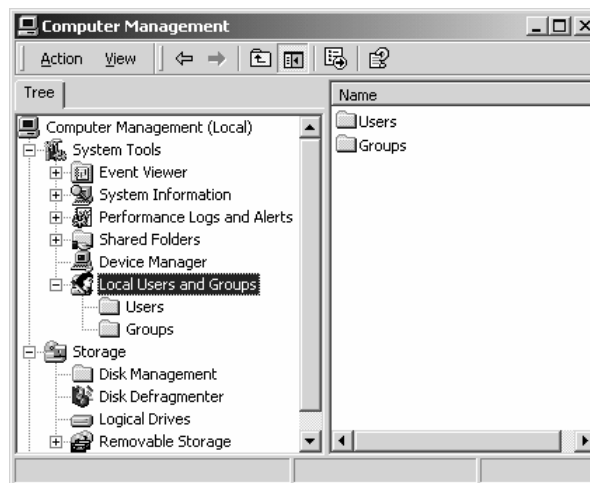 Computer Management
Action View
Tree
Name
Computer Management (Local)
System Tools
Event Viewer
System Information
Performance Logs and Alerts
Shared Folders
Device Manager
Local Users and Groups
Users
Groups
Storage
Disk Management
Disk Defragmenter
Logical Drives
Removable Storage
Users
Groups